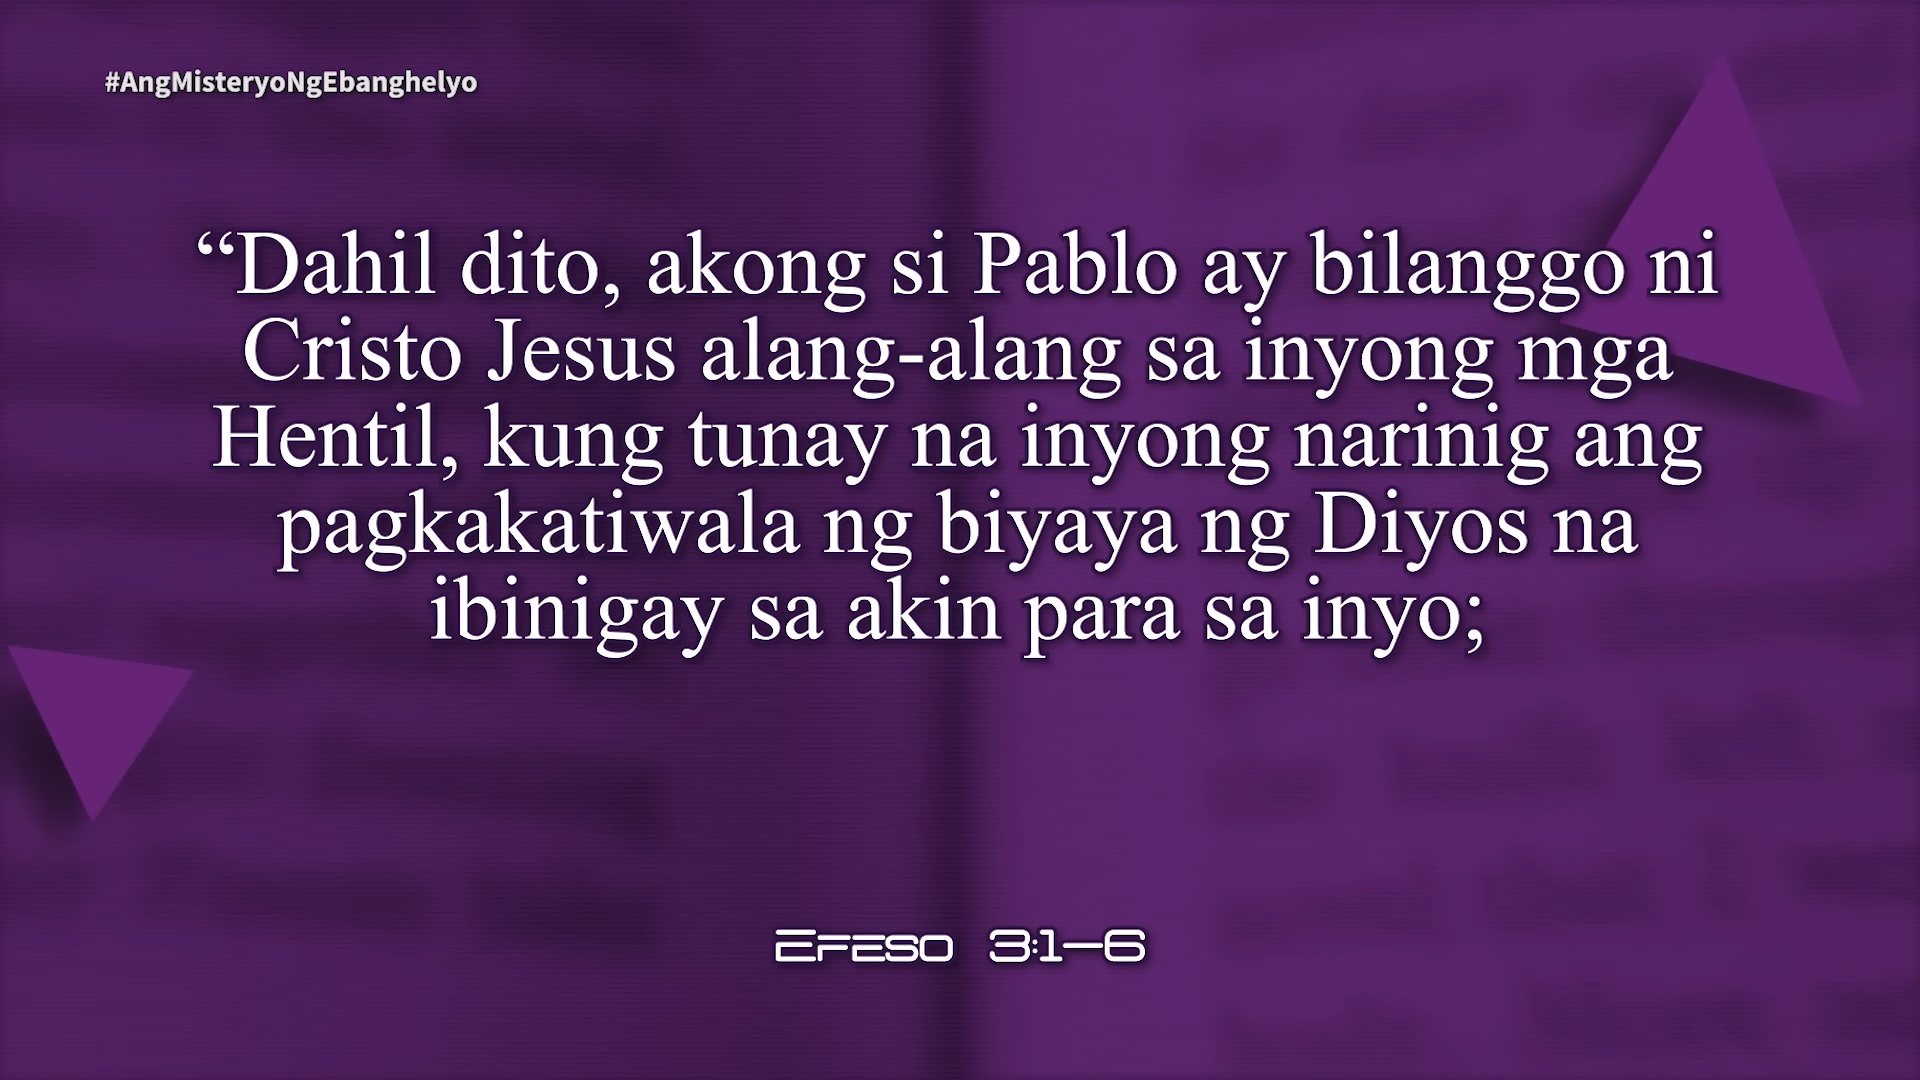 #AngMisteryoNgEbanghelyo
“Dahil dito, akong si Pablo ay bilanggo ni
Cristo Jesus alang-alang sa inyong mga
Hentil, kung tunay na inyong narinig ang
pagkakatiwala ng biyaya ng Diyos na
ibinigay sa akin para sa inyo;
Efeso 3:1–6